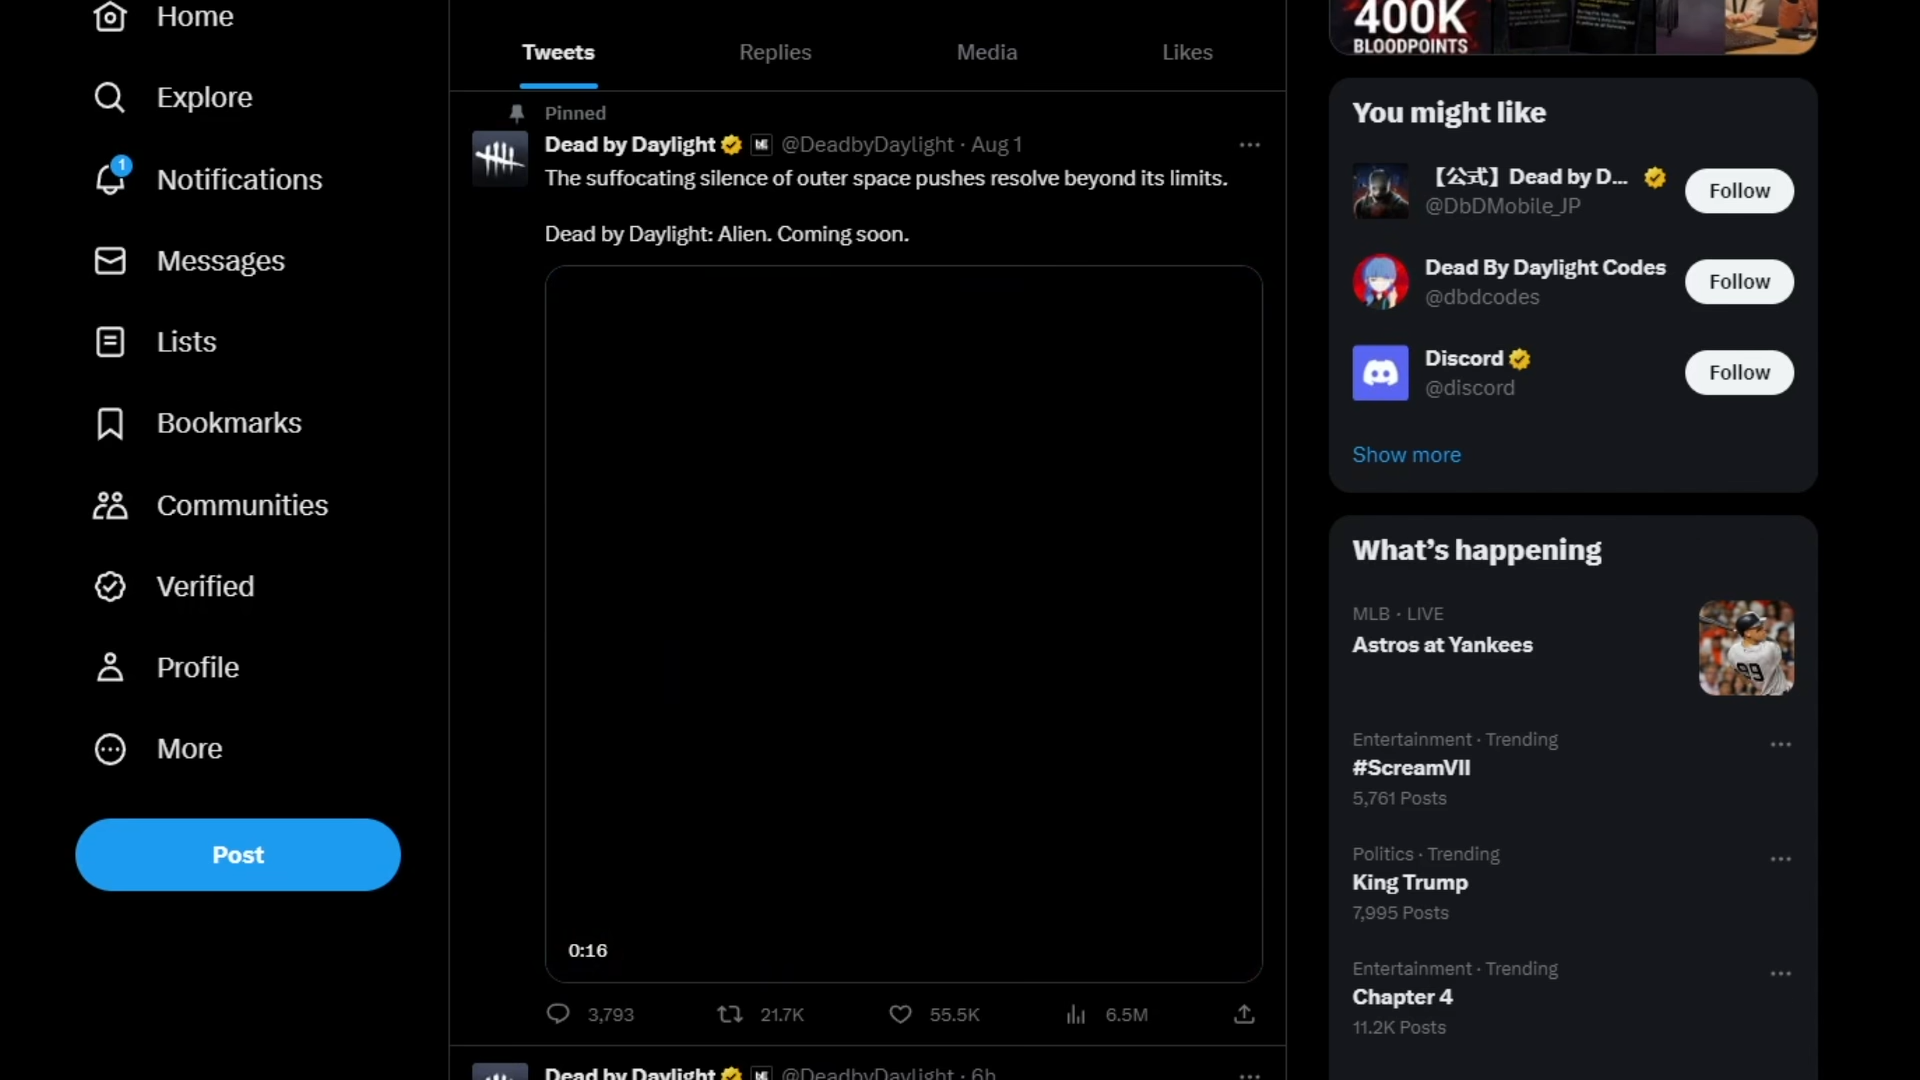 Home
Explore
1
Notifications
Messages
Lists
Bookmarks
Communities
Verified
Profile
More
Post
Tweets
Replies
Media
Likes
Pinned
Dead by Daylight @DeadbyDaylight · Aug 1
The suffocating silence of outer space pushes resolve beyond its limits.
Dead by Daylight: Alien. Coming soon.
0:16
3,793
21.7K
55.5K
6.5M
Dead by Daylight @DeadbyDaylight · 6h
400K
BLOODPOINTS
You might like
【公式】Dead by D...
@DbDMobile_JP
Follow
Dead By Daylight Codes
@dbdcodes
Follow
Discord
@discord
Follow
Show more
What's happening
MLB · LIVE
Astros at Yankees
99
Entertainment · Trending
#ScreamVII
5,761 Posts
Politics · Trending
King Trump
7,995 Posts
Entertainment · Trending
Chapter 4
11.2K Posts